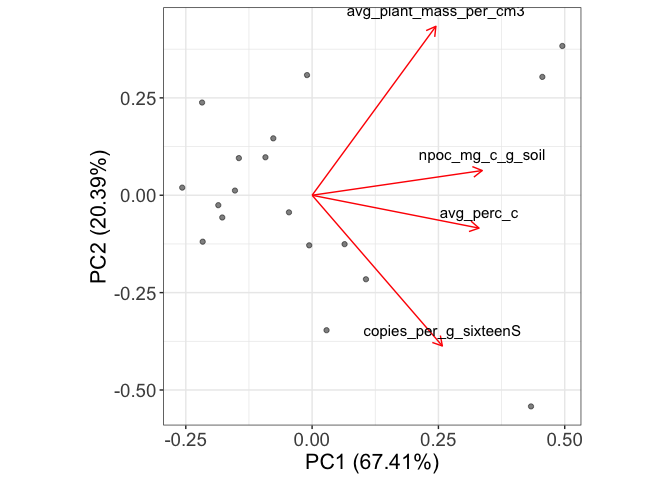 avg_plant_mass_per_cm3
0.25
npoc_mg_c_g_soil
0.00
avg_perc_c
PC2 (20.39%)
-0.25
copies_per_g_sixteenS
-0.50
-0.25
0.00
0.25
0.50
PC1 (67.41%)